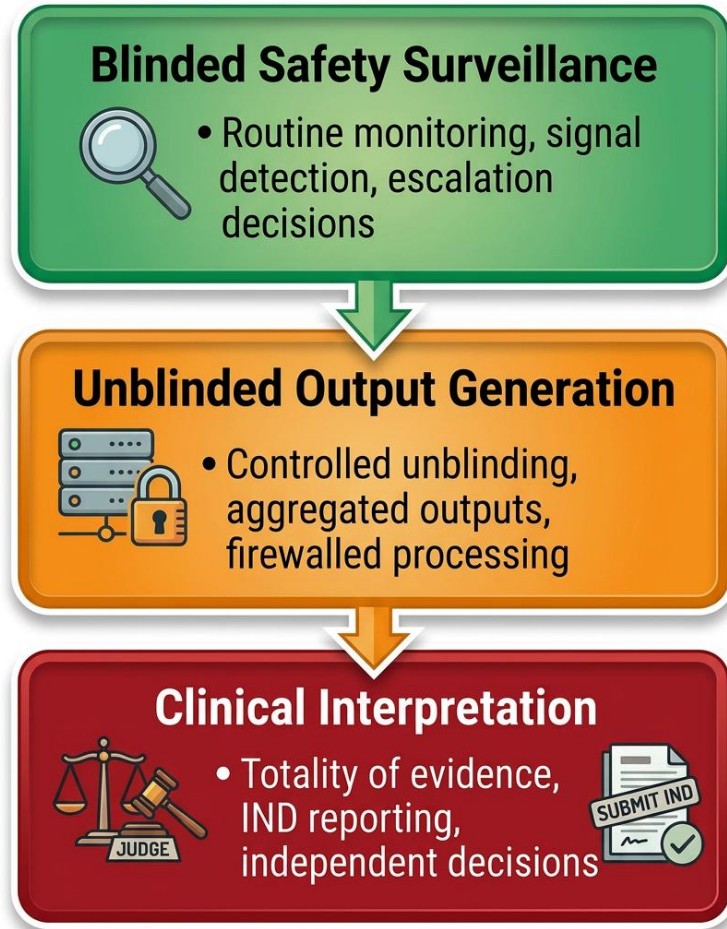 Blinded Safety Surveillance
• Routine monitoring, signal
detection, escalation
decisions
Unblinded Output Generation
• Controlled unblinding,
aggregated outputs,
firewalled processing
Clinical Interpretation
• Totality of evidence,
IND reporting,
independent decisions
JUDGE
SUBMIT IND